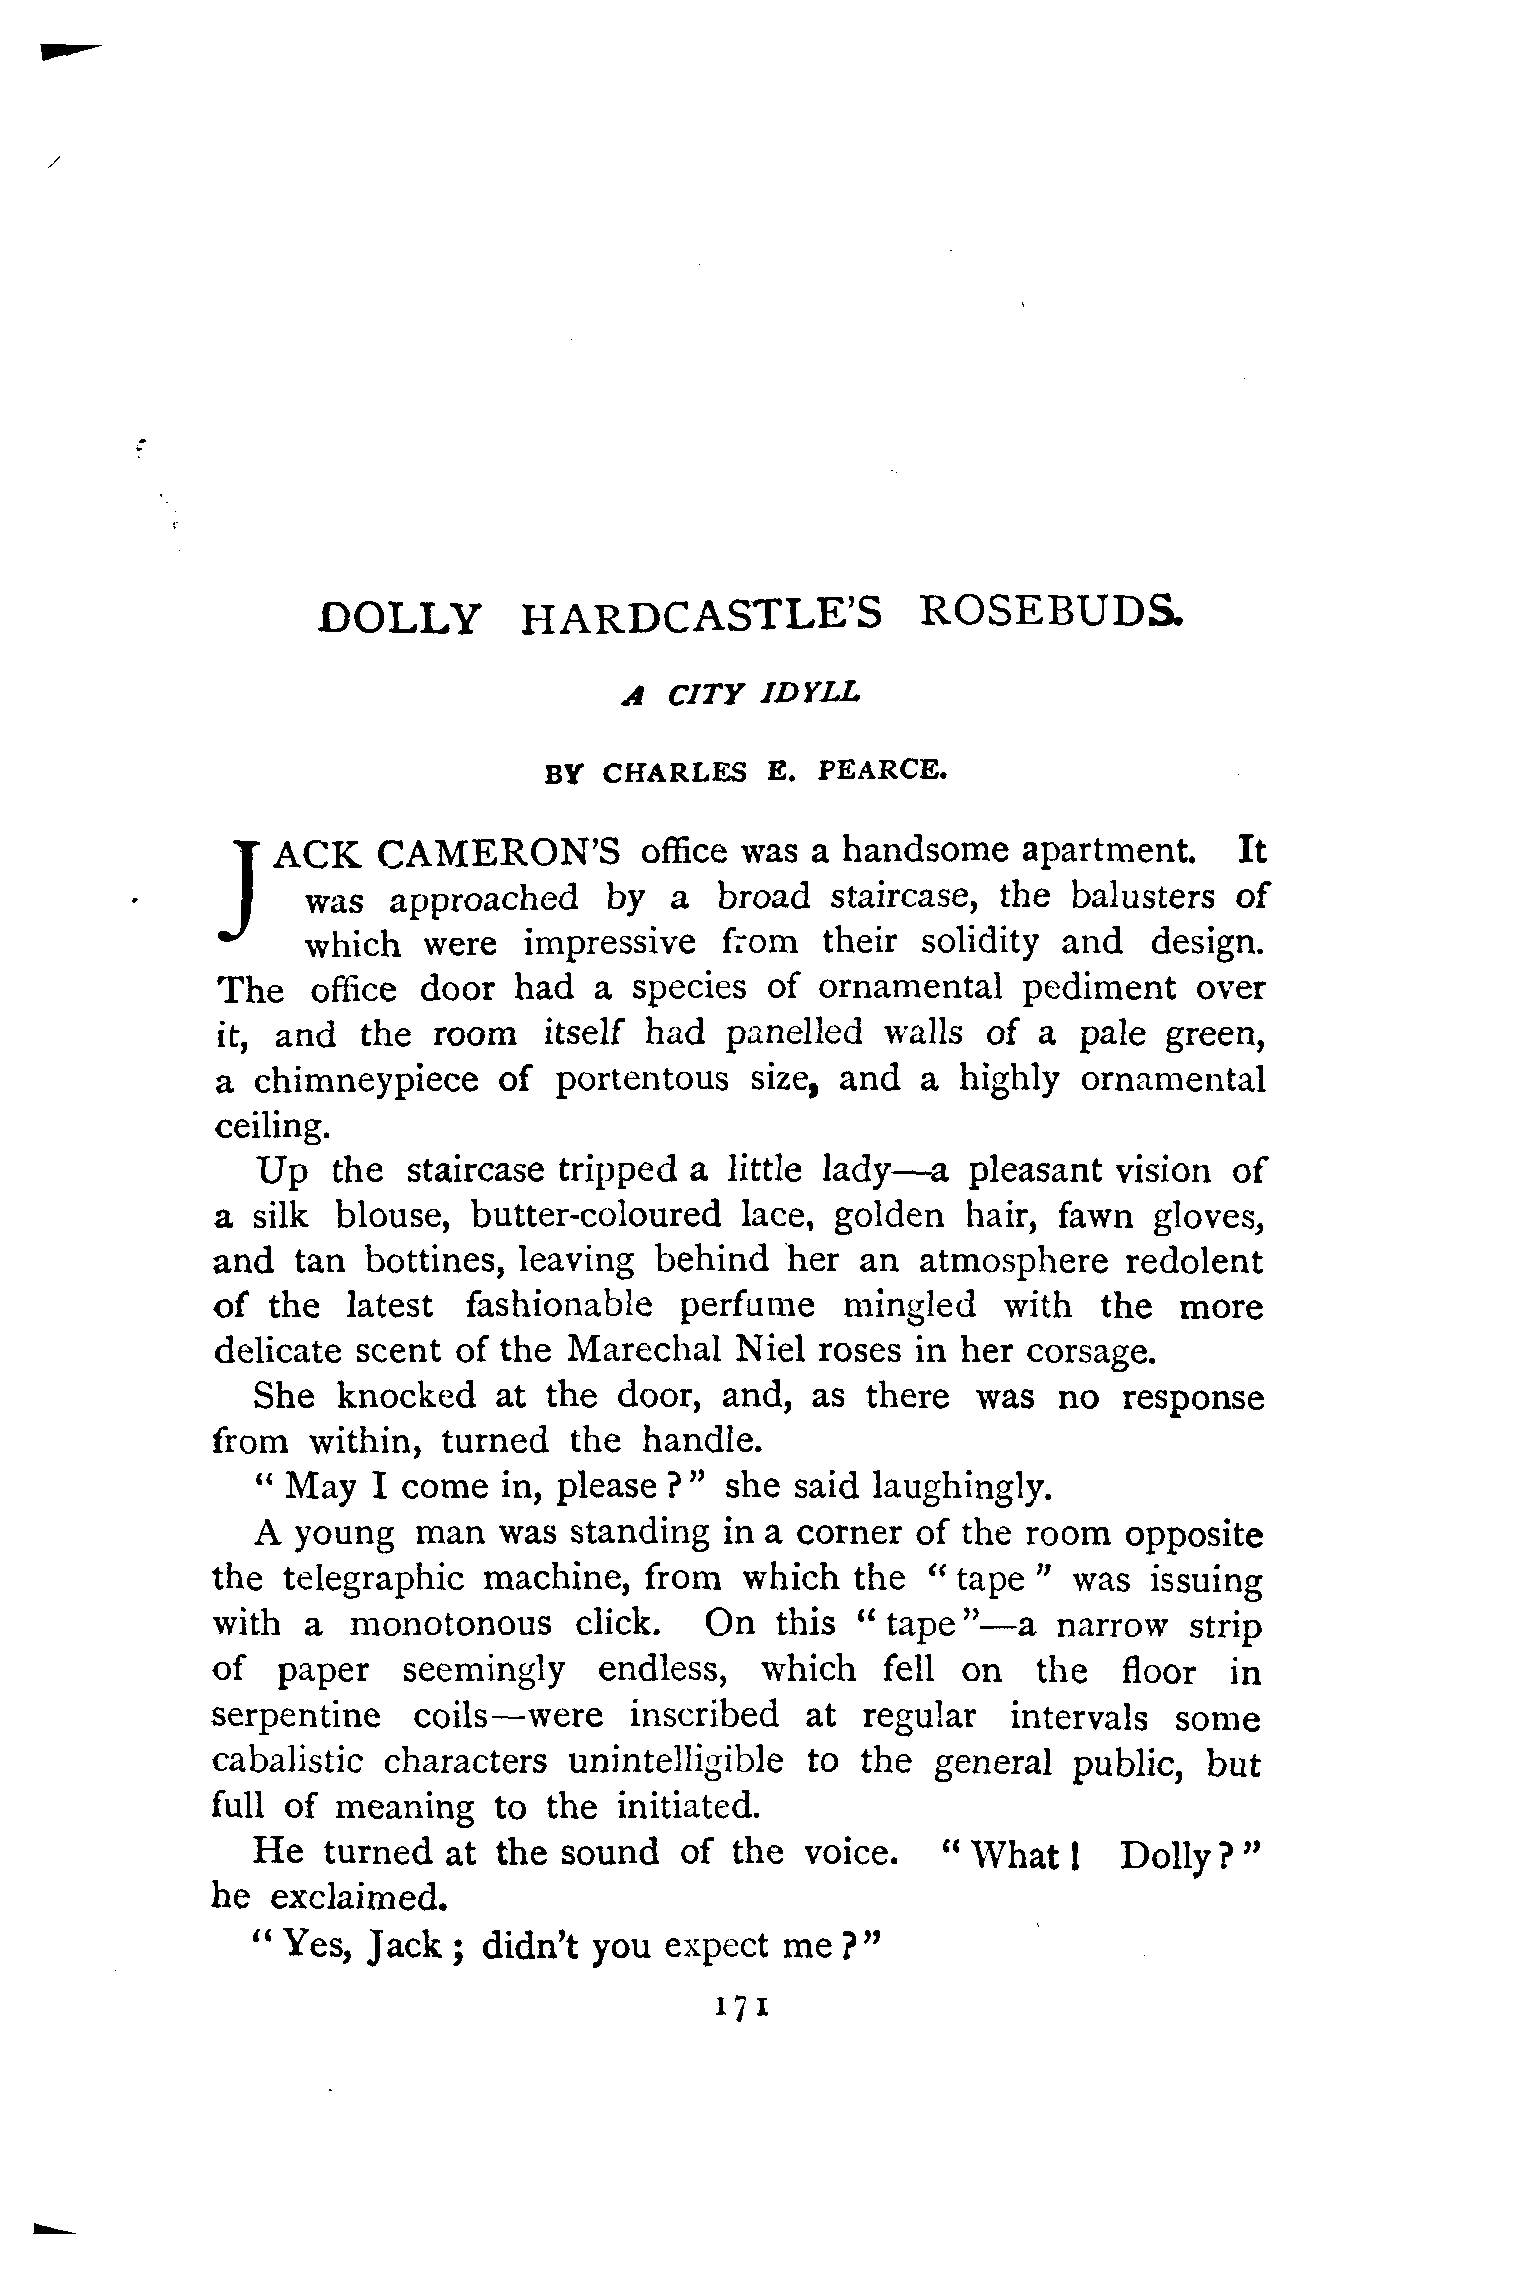 DOLLY HARDCASTLE'S ROSEBUDS.
A CITY IDYLL
BY CHARLES E. PEARCE.
JACK CAMERON'S office was a handsome apartment. It
was approached by a broad staircase, the balusters of
which were impressive from their solidity and design.
The office door had a species of ornamental pediment over
it, and the room itself had panelled walls of a pale green,
a chimneypiece of portentous size, and a highly ornamental
ceiling.
Up the staircase tripped a little lady—a pleasant vision of
a silk blouse, butter-coloured lace, golden hair, fawn gloves,
and tan bottines, leaving behind her an atmosphere redolent
of the latest fashionable perfume mingled with the more
delicate scent of the Marechal Niel roses in her corsage.
She knocked at the door, and, as there was no response
from within, turned the handle.
"May I come in, please?" she said laughingly.
A young man was standing in a corner of the room opposite
the telegraphic machine, from which the "tape" was issuing
with a monotonous click. On this "tape"—a narrow strip
of paper seemingly endless, which fell on the floor in
serpentine coils—were inscribed at regular intervals some
cabalistic characters unintelligible to the general public, but
full of meaning to the initiated.
He turned at the sound of the voice. "What! Dolly?"
he exclaimed.
"Yes, Jack; didn't you expect me?"
171